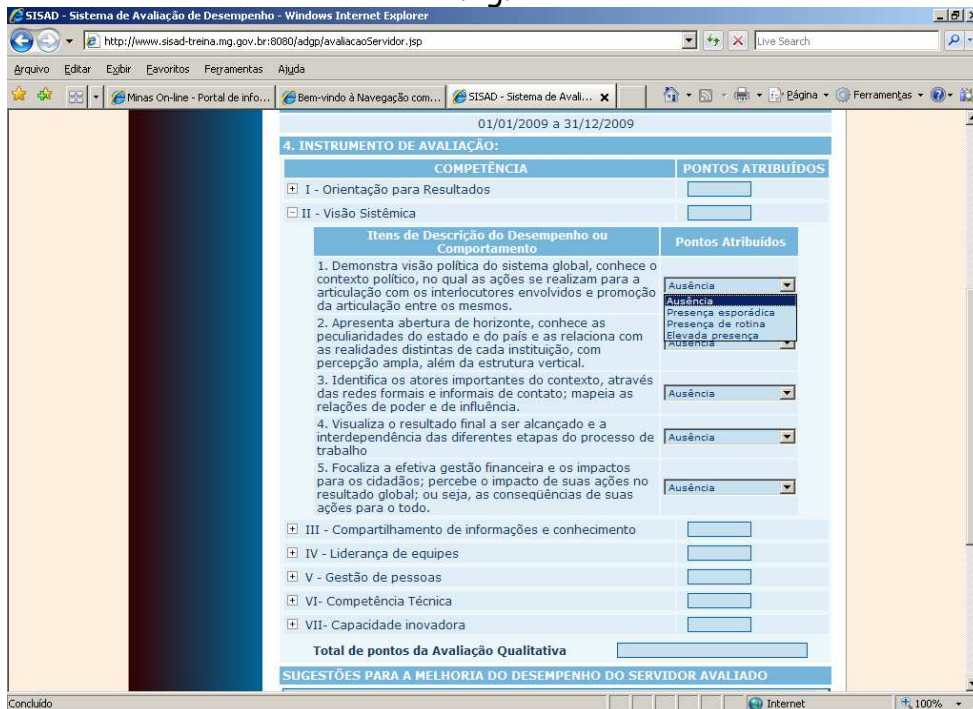 SISAD - Sistema de Avaliação de Desempenho - Windows Internet Explorer
http://www.sisad-treina.mg.gov.br:8080/adgp/avaliacaoServidor.jsp
Live Search
Arquivo Editar Exibir Favoritos Ferramentas Ajuda
Minas On-line - Portal de info... Bem-vindo à Navegação com... SISAD - Sistema de Avali... Página Ferramentas
01/01/2009 a 31/12/2009
4. INSTRUMENTO DE AVALIAÇÃO:
COMPETÊNCIA PONTOS ATRIBUÍDOS
I - Orientação para Resultados
II - Visão Sistêmica
Itens de Descrição do Desempenho ou
Comportamento
Pontos Atribuídos
1. Demonstra visão política do sistema global, conhece o
contexto político, no qual as ações se realizam para a
articulação com os interlocutores envolvidos e promoção
da articulação entre os mesmos.
Ausência
Ausência
Presença esporádica
Presença de rotina
Elevada presença
2. Apresenta abertura de horizonte, conhece as
peculiaridades do estado e do país e as relaciona com
as realidades distintas de cada instituição, com
percepção ampla, além da estrutura vertical.
Ausência
3. Identifica os atores importantes do contexto, através
das redes formais e informais de contato; mapeia as
relações de poder e de influência.
Ausência
4. Visualiza o resultado final a ser alcançado e a
interdependência das diferentes etapas do processo de
trabalho
Ausência
5. Focaliza a efetiva gestão financeira e os impactos
para os cidadãos; percebe o impacto de suas ações no
resultado global; ou seja, as conseqüências de suas
ações para o todo.
Ausência
III - Compartilhamento de informações e conhecimento
IV - Liderança de equipes
V - Gestão de pessoas
VI- Competência Técnica
VII- Capacidade inovadora
Total de pontos da Avaliação Qualitativa
SUGESTÕES PARA A MELHORIA DO DESEMPENHO DO SERVIDOR AVALIADO
Concluído Internet 100%